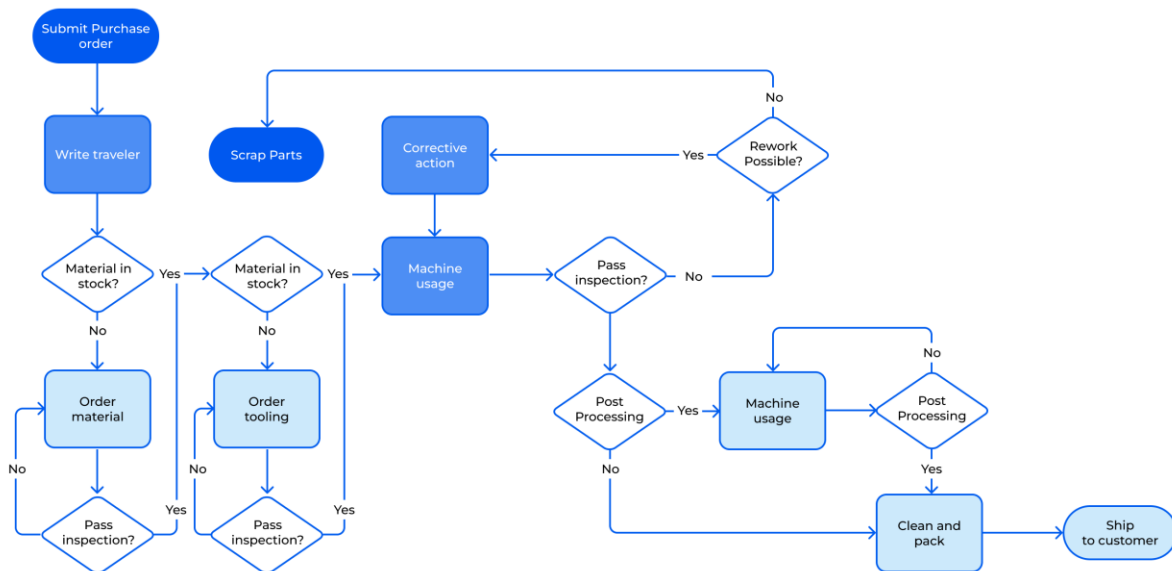 Submit Purchase
order
No
Write traveler
Scrap Parts
Corrective
action
Yes
Rework
Possible?
Material in
stock?
Yes
Material in
stock?
Yes
Machine
usage
Pass
inspection?
No
No
No
No
Order
material
Order
tooling
Post
Processing
Yes
Machine
usage
Post
Processing
No
No
No
Yes
Yes
Yes
Pass
inspection?
Pass
inspection?
Clean and
pack
Ship
to customer